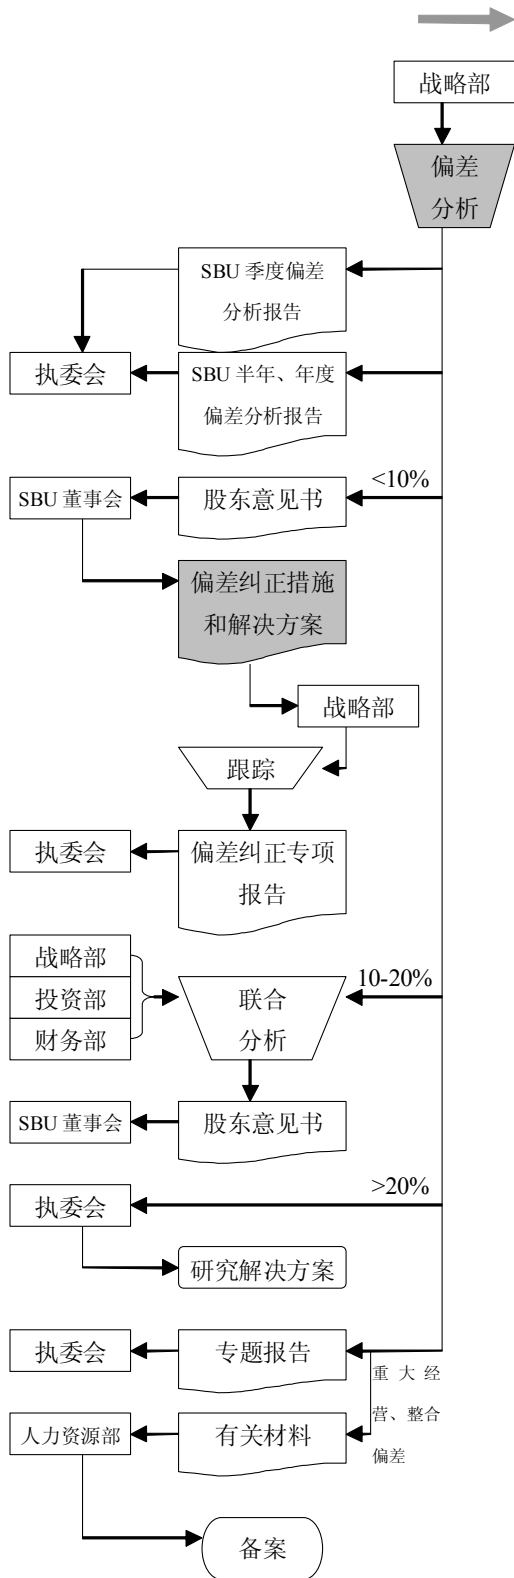 战略部
偏差
分析
SBU 季度偏差
分析报告
执委会
SBU 半年、年度
偏差分析报告
<10%
SBU 董事会
股东意见书
偏差纠正措施
和解决方案
战略部
跟踪
执委会
偏差纠正专项
报告
战略部
投资部
财务部
联合
分析
10-20%
SBU 董事会
股东意见书
>20%
执委会
研究解决方案
执委会
专题报告
重大经
营、整合
偏差
人力资源部
有关材料
备案